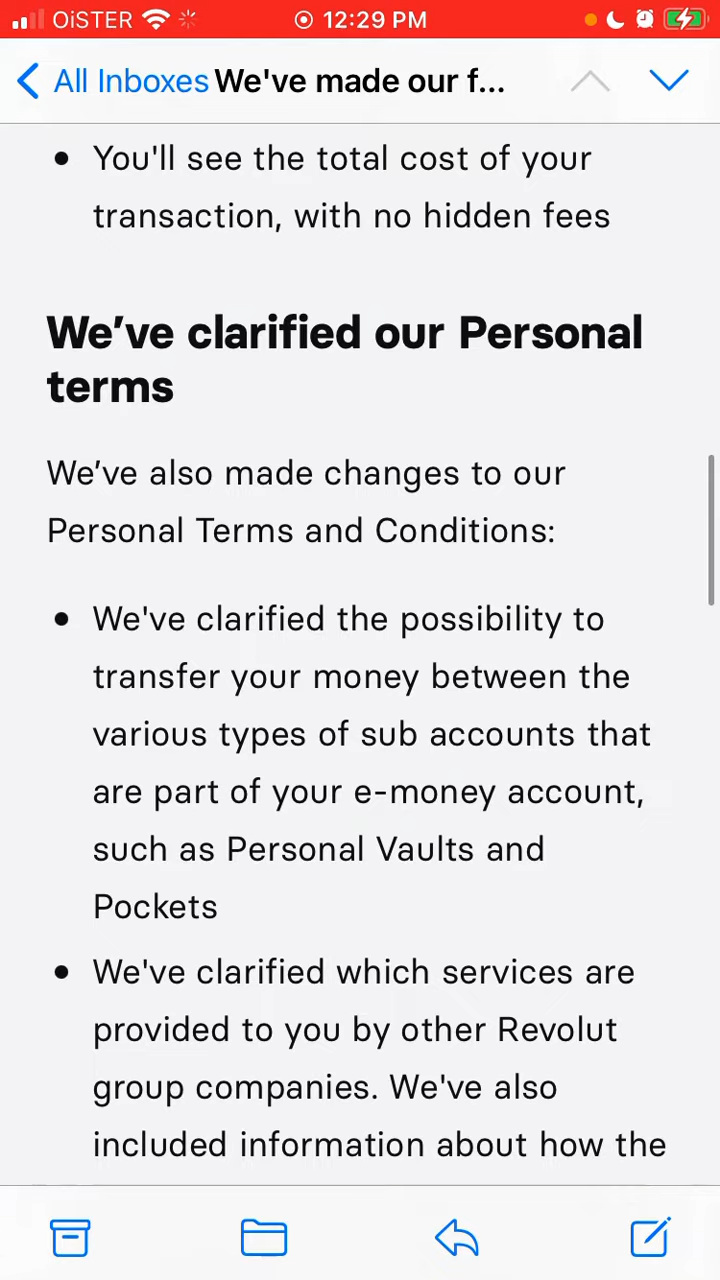 OiSTER 12:29 PM
All Inboxes We've made our f...
• You'll see the total cost of your
transaction, with no hidden fees
We've clarified our Personal
terms
We've also made changes to our
Personal Terms and Conditions:
• We've clarified the possibility to
transfer your money between the
various types of sub accounts that
are part of your e-money account,
such as Personal Vaults and
Pockets
• We've clarified which services are
provided to you by other Revolut
group companies. We've also
included information about how the